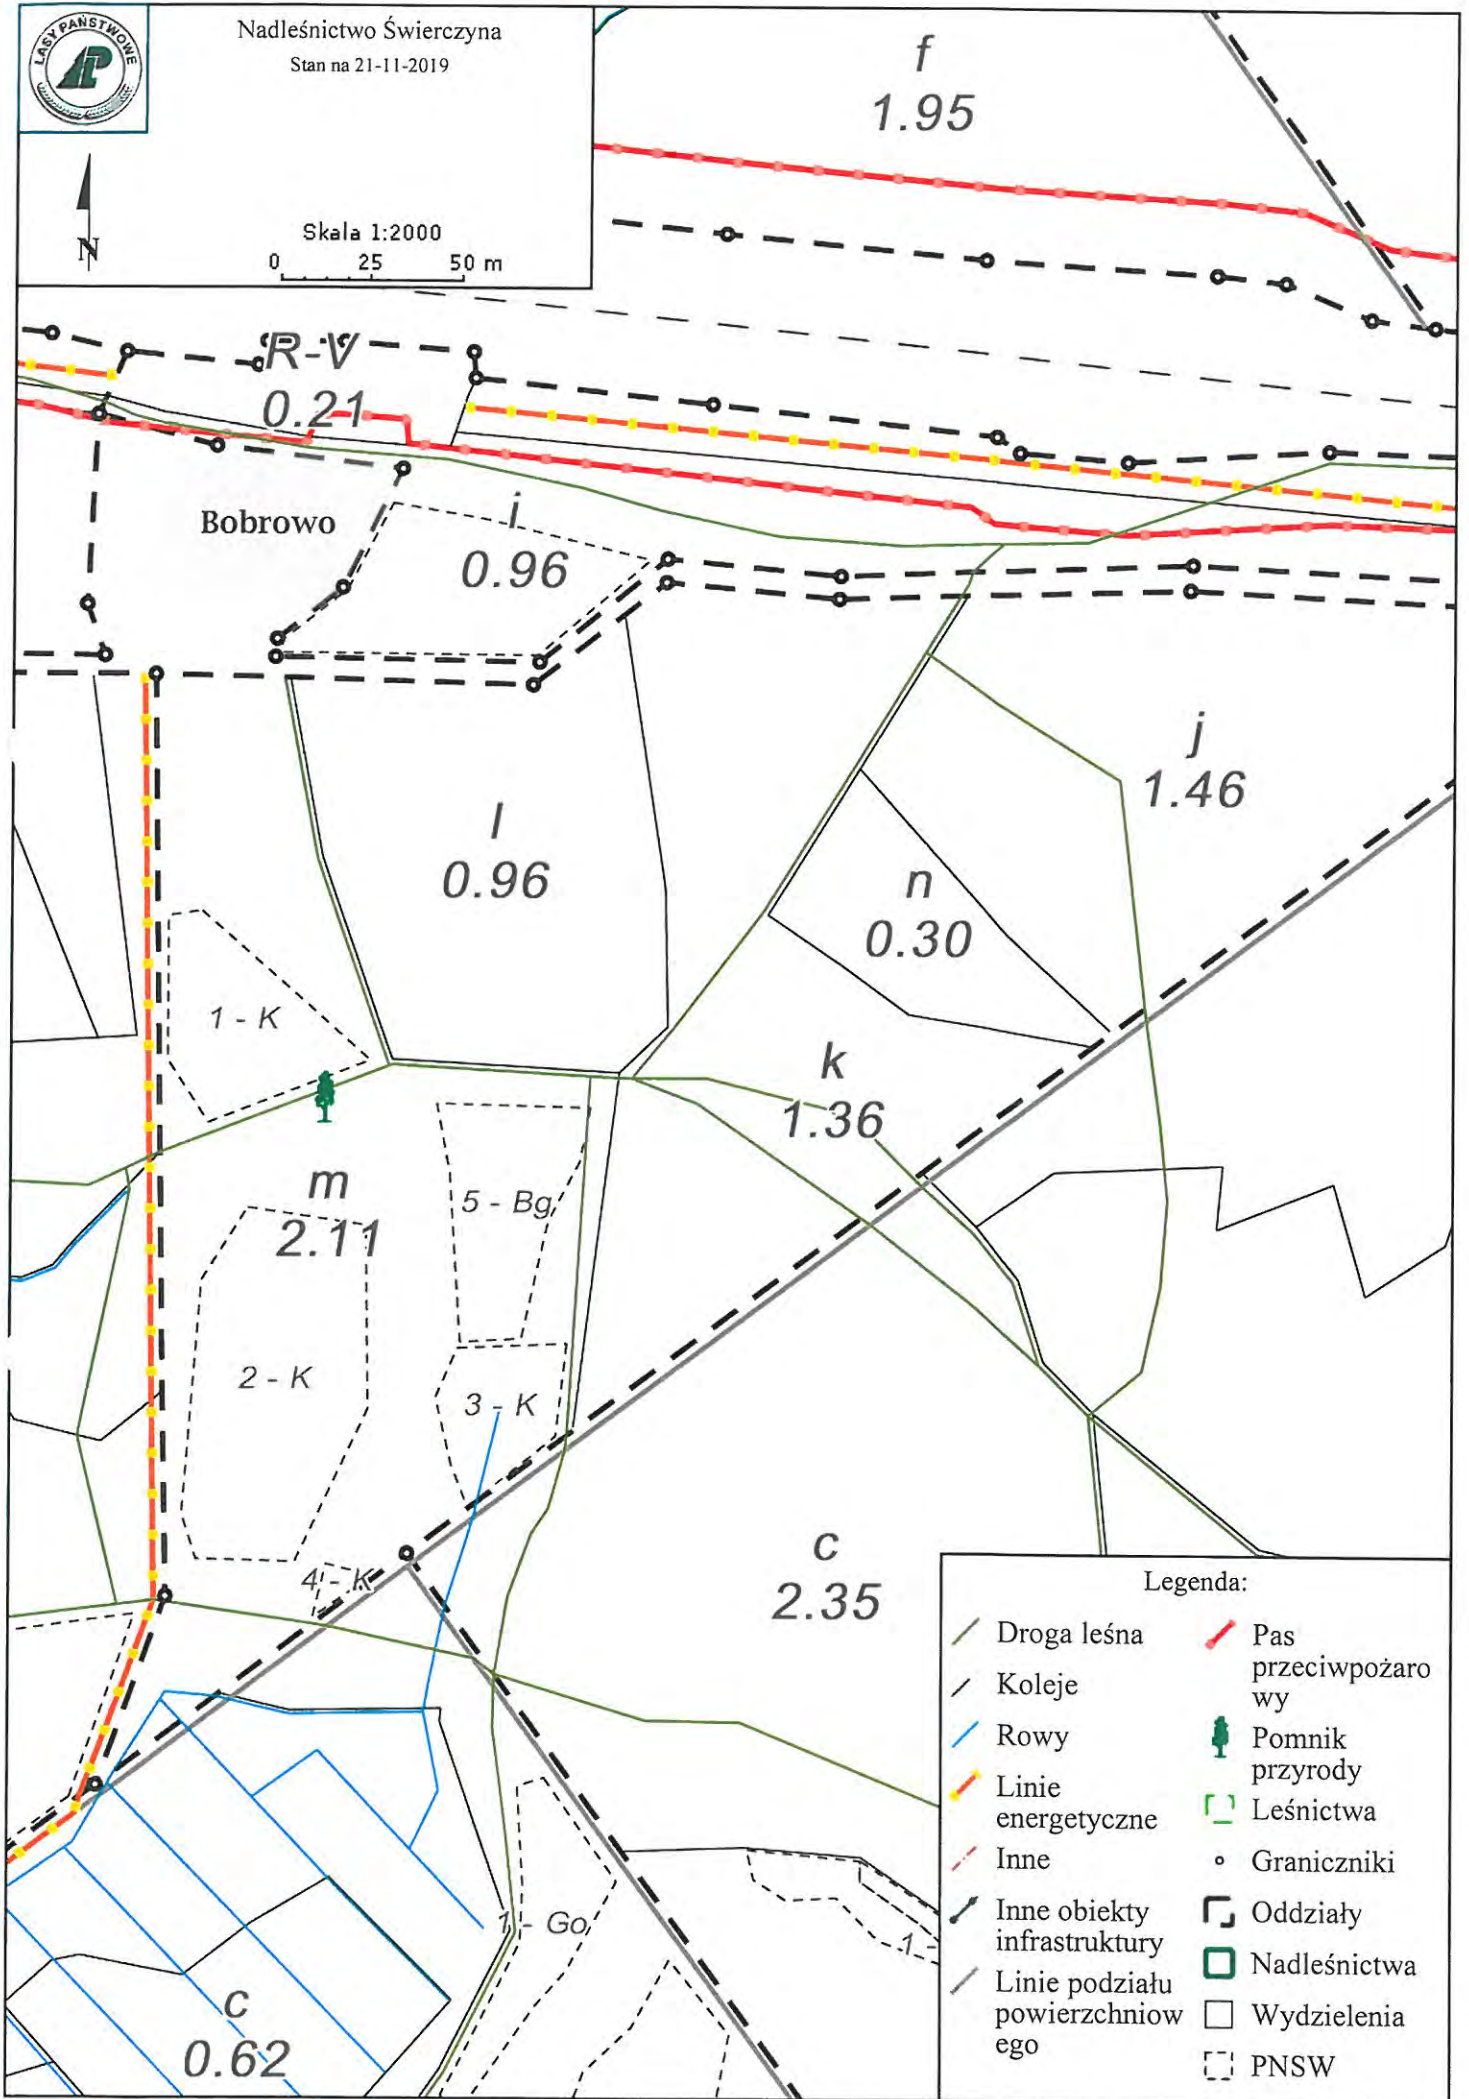 LASY PAŃSTWOWE
Nadleśnictwo Świerczyna
Stan na 21-11-2019
N
Skala 1:2000
0 25 50 m
f
1.95
R-V
0.21
Bobrowo
i
0.96
j
1.46
l
0.96
n
0.30
1 - K
k
1.36
m
2.11
5 - Bg
2 - K
3 - K
4 - K
c
2.35
1 - Go
1 -
c
0.62
Legenda:
Droga leśna
Koleje
Rowy
Linie
energetyczne
Inne
Inne obiekty
infrastruktury
Linie podziału
powierzchniow
ego
Pas
przeciwpożaro
wy
Pomnik
przyrody
Leśnictwa
Graniczniki
Oddziały
Nadleśnictwa
Wydzielenia
PNSW